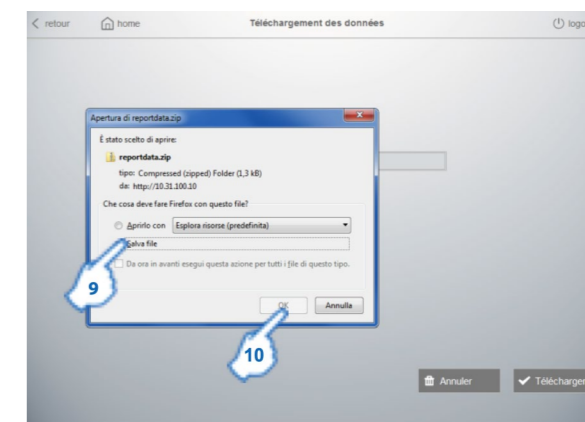 retour home Téléchargement des données logo
Apertura di reportdata.zip
È stato scelto di aprire:
reportdata.zip
tipo: Compressed (zipped) Folder (1,3 kB)
da: http://10.31.100.10
Che cosa deve fare Firefox con questo file?
Aprirlo con Esplora risorse (predefinita)
Salva file
Da ora in avanti esegui questa azione per tutti i file di questo tipo.
9
OK Annulla
10
Annuler Télécharger